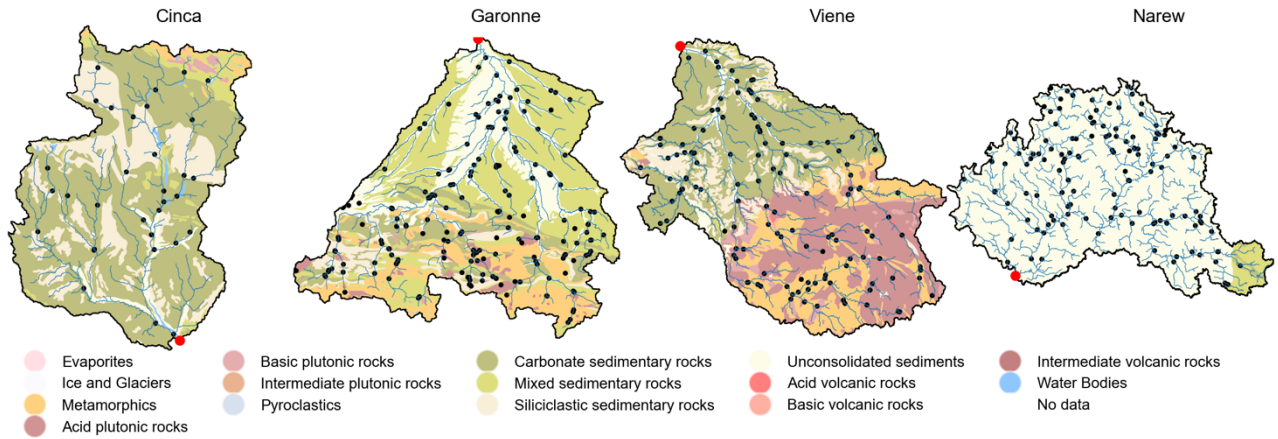 Cinca
Garonne
Viene
Narew
Evaporites
Ice and Glaciers
Metamorphics
Acid plutonic rocks
Basic plutonic rocks
Intermediate plutonic rocks
Pyroclastics
Carbonate sedimentary rocks
Mixed sedimentary rocks
Siliciclastic sedimentary rocks
Unconsolidated sediments
Acid volcanic rocks
Basic volcanic rocks
Intermediate volcanic rocks
Water Bodies
No data